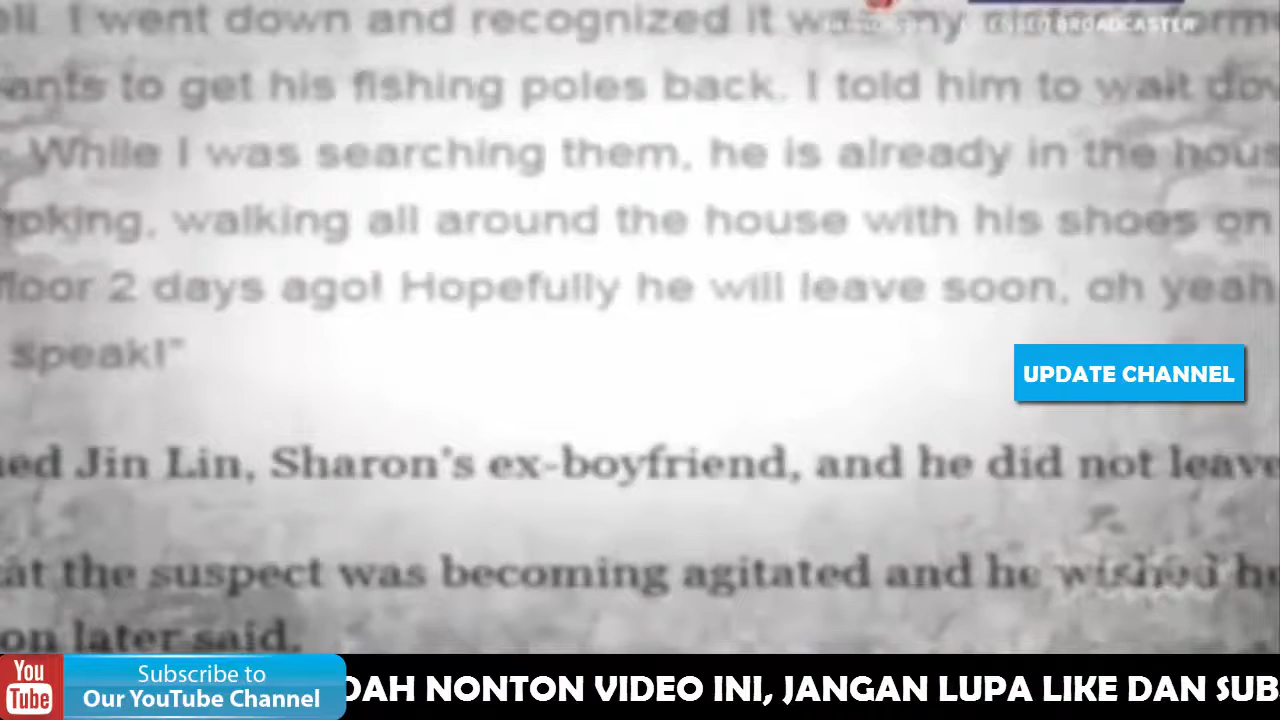 I went down and recognized it
to get his fishing poles back. I told him to wait
While I was searching them, he is already in the
walking all around the house with his shoes on
floor 2 days ago! Hopefully he will leave soon, oh yeah
speak!"
UPDATE CHANNEL
Jin Lin, Sharon's ex-boyfriend, and he did not leave
the suspect was becoming agitated and he wished
later said.
You Tube
Subscribe to
Our YouTube Channel
NONTON VIDEO INI, JANGAN LUPA LIKE DAN